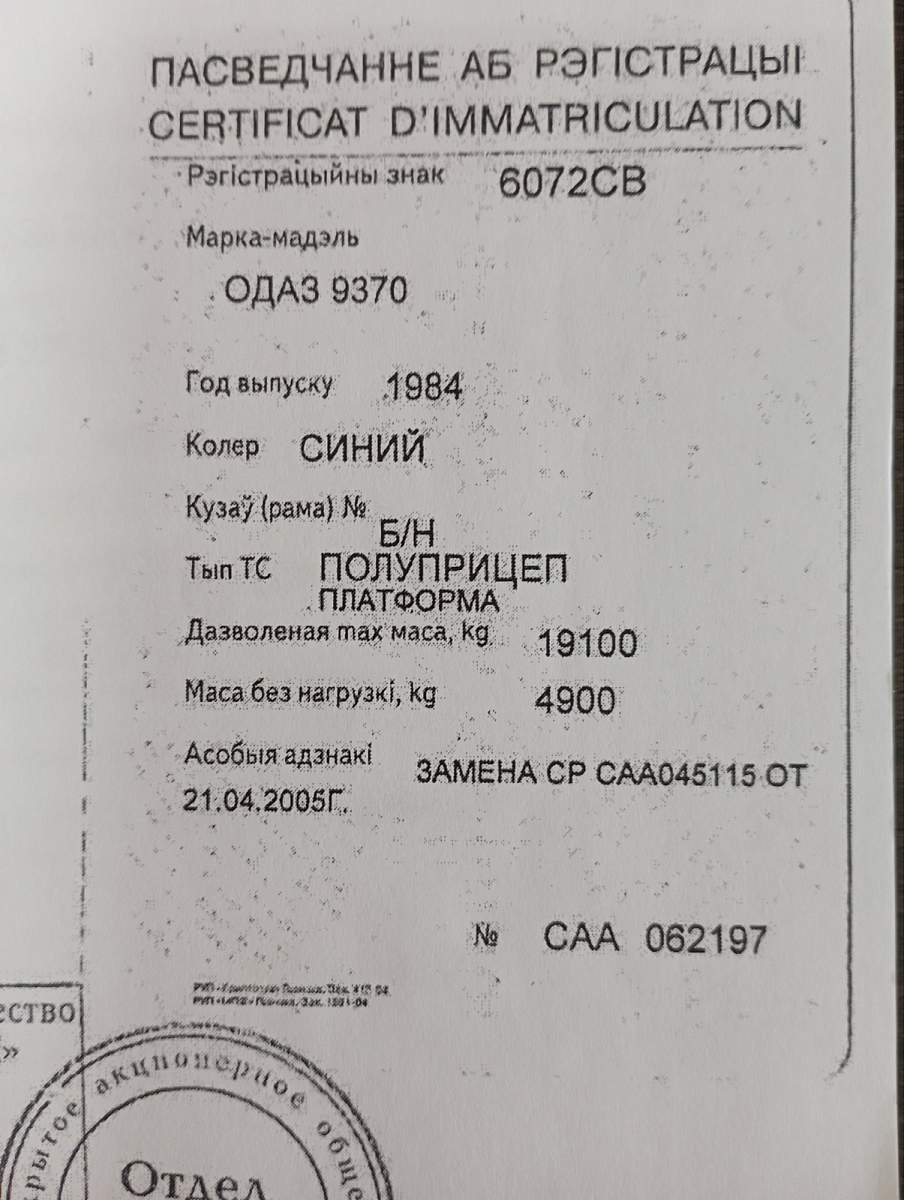 ПАСВЕДЧАННЕ АБ РЭГІСТРАЦЫІ
CERTIFICAT D'IMMATRICULATION
Рэгістрацыйны знак 6072СВ
Марка-мадэль
ОДАЗ 9370
Год выпуску 1984
Колер СИНИЙ
Кузаў (рама) №
Б/Н
Тып ТС ПОЛУПРИЦЕП
ПЛАТФОРМА
Дазволеная max маса, kg 19100
Маса без нагрузкі, kg 4900
Асобыя адзнакі ЗАМЕНА СР САА045115 ОТ
21.04.2005Г.
№ САА 062197
ество
»
рытое акционерное обще
Отдел